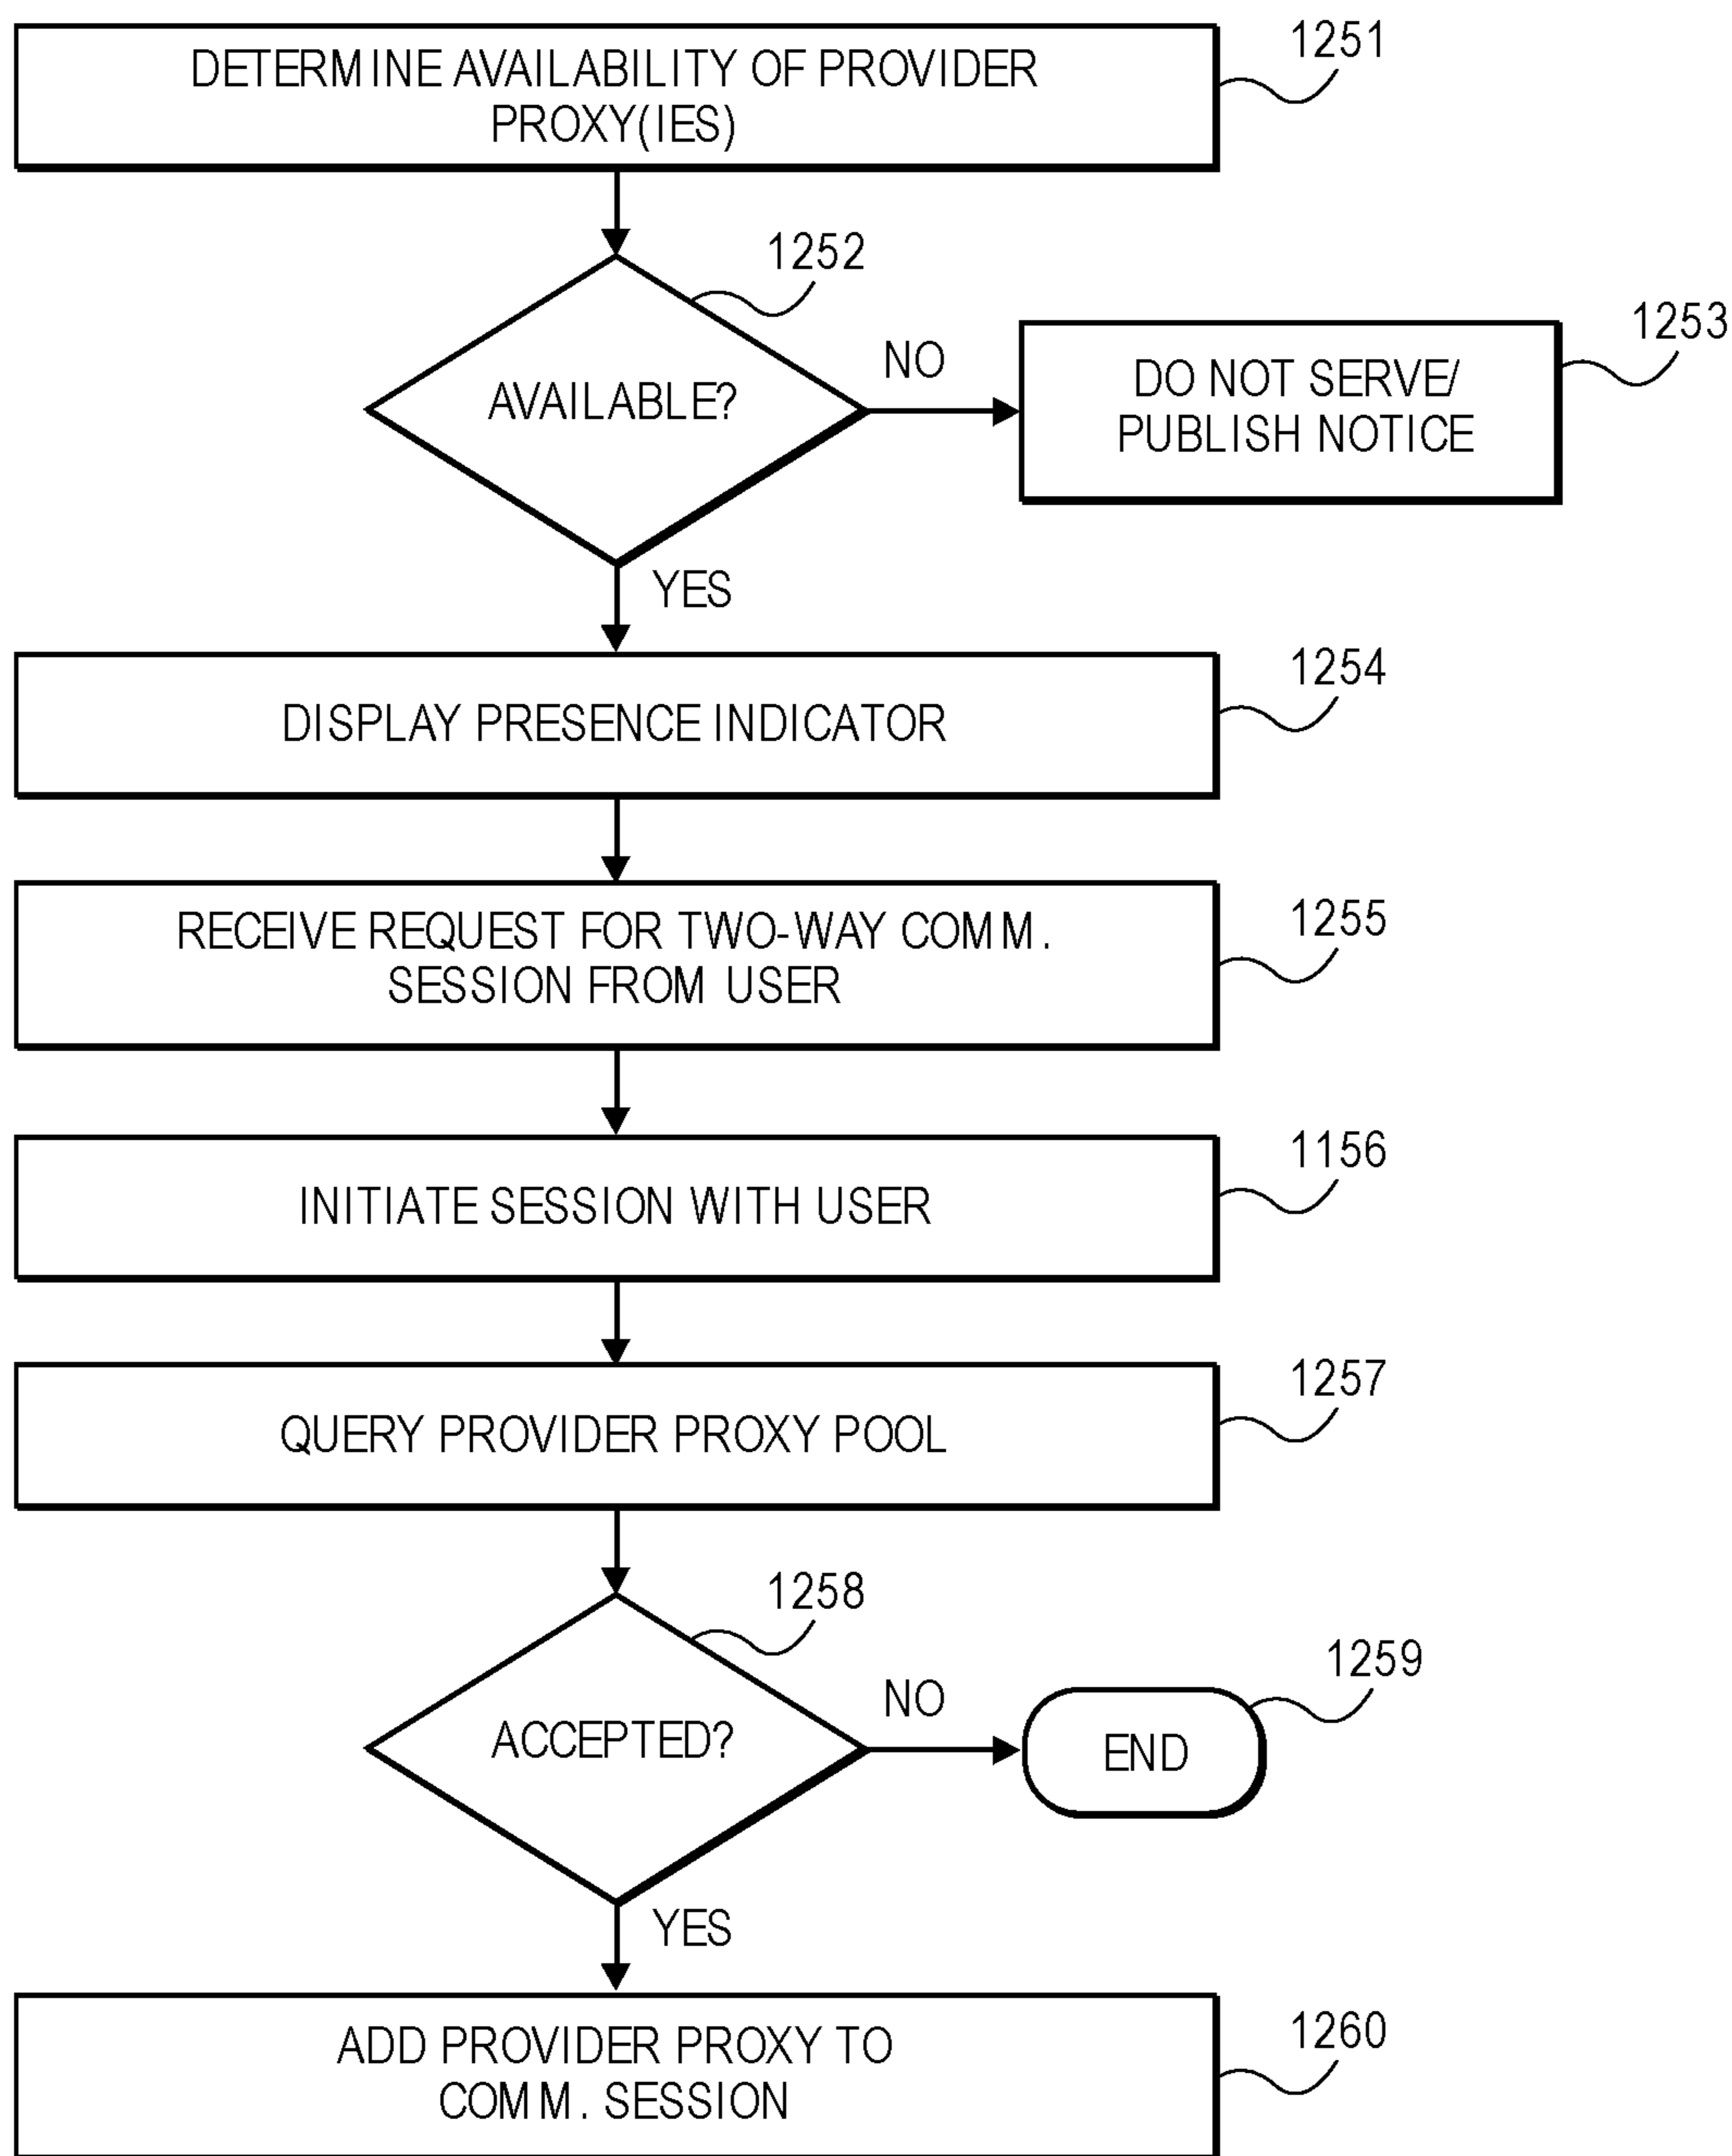 1251
DETERMINE AVAILABILITY OF PROVIDER
PROXY(IES)
1252
AVAILABLE?
NO
1253
DO NOT SERVE/
PUBLISH NOTICE
YES
1254
DISPLAY PRESENCE INDICATOR
1255
RECEIVE REQUEST FOR TWO-WAY COMM.
SESSION FROM USER
1156
INITIATE SESSION WITH USER
1257
QUERY PROVIDER PROXY POOL
1258
ACCEPTED?
NO
1259
END
YES
1260
ADD PROVIDER PROXY TO
COMM. SESSION